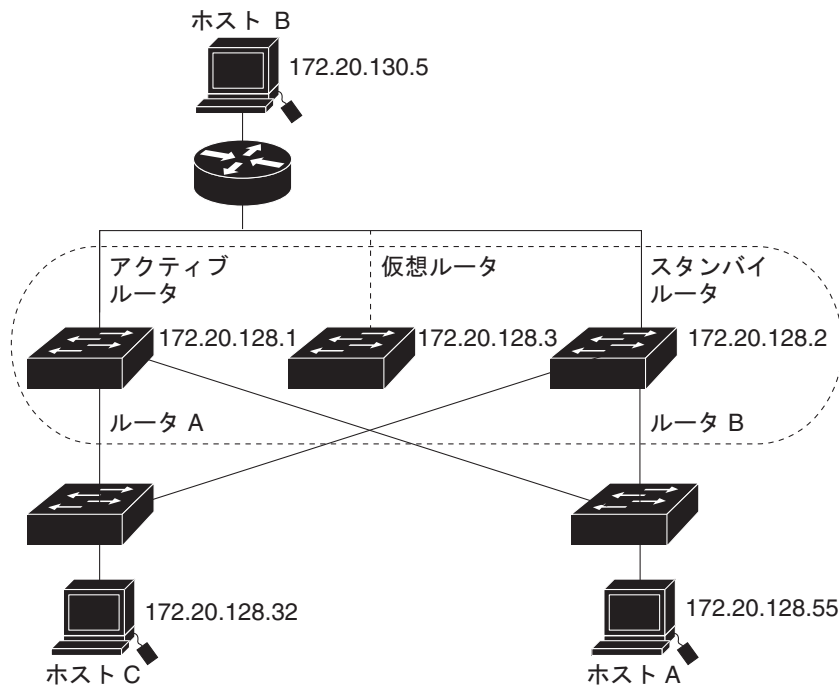 ホスト B
172.20.130.5
アクティブ
ルータ
仮想ルータ
スタンバイ
ルータ
172.20.128.1
172.20.128.3
172.20.128.2
ルータ A
ルータ B
172.20.128.32
172.20.128.55
ホスト C
ホスト A